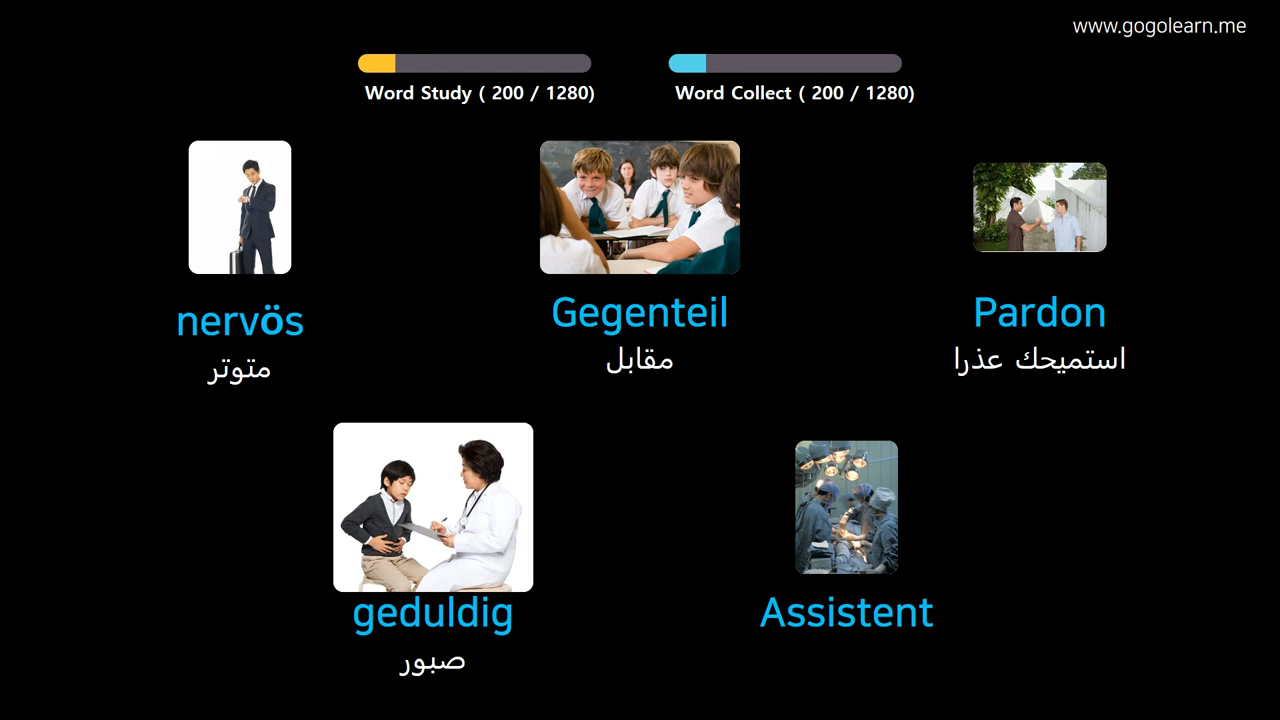 www.gogolearn.me
Word Study ( 200 / 1280)
Word Collect ( 200 / 1280)
nervös
متوتر
Gegenteil
مقابل
Pardon
استميحك عذرا
geduldig
صبور
Assistent